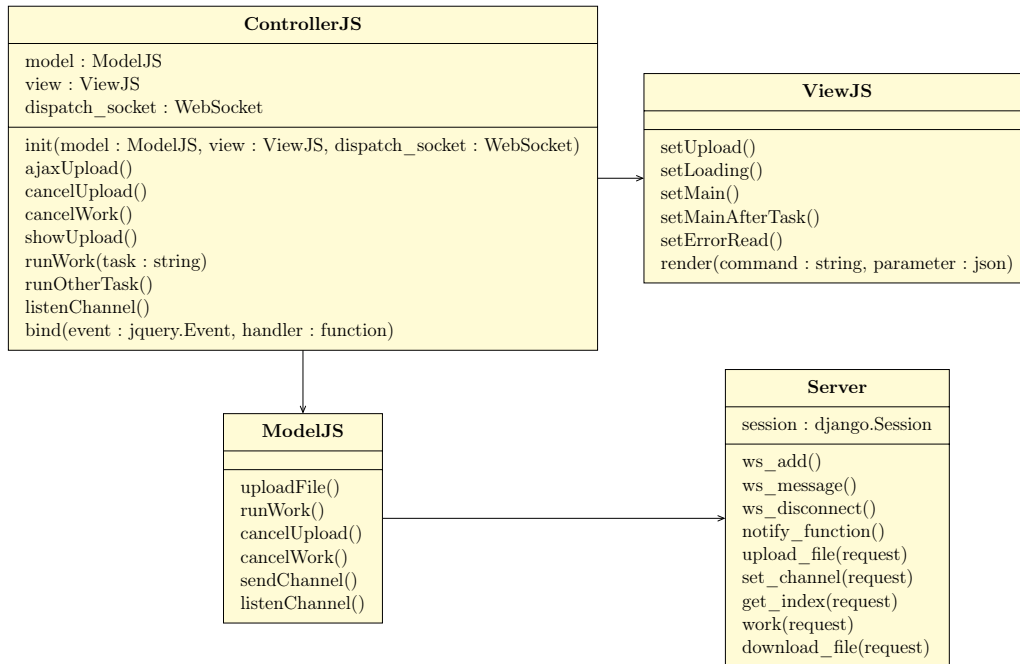 ControllerJS
model : ModelJS
view : ViewJS
dispatch_socket : WebSocket
init(model : ModelJS, view : ViewJS, dispatch_socket : WebSocket)
ajaxUpload()
cancelUpload()
cancelWork()
showUpload()
runWork(task : string)
runOtherTask()
listenChannel()
bind(event : jquery.Event, handler : function)
ViewJS
setUpload()
setLoading()
setMain()
setMainAfterTask()
setErrorRead()
render(command : string, parameter : json)
ModelJS
uploadFile()
runWork()
cancelUpload()
cancelWork()
sendChannel()
listenChannel()
Server
session : django.Session
ws_add()
ws_message()
ws_disconnect()
notify_function()
upload_file(request)
set_channel(request)
get_index(request)
work(request)
download_file(request)